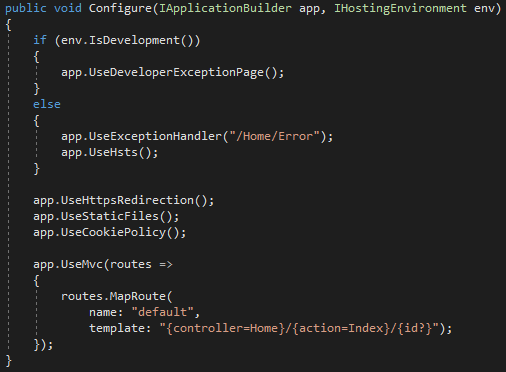 public void Configure(IApplicationBuilder app, IHostingEnvironment env)
{
    if (env.IsDevelopment())
    {
        app.UseDeveloperExceptionPage();
    }
    else
    {
        app.UseExceptionHandler("/Home/Error");
        app.UseHsts();
    }

    app.UseHttpsRedirection();
    app.UseStaticFiles();
    app.UseCookiePolicy();

    app.UseMvc(routes =>
    {
        routes.MapRoute(
            name: "default",
            template: "{controller=Home}/{action=Index}/{id?}");
    });
}